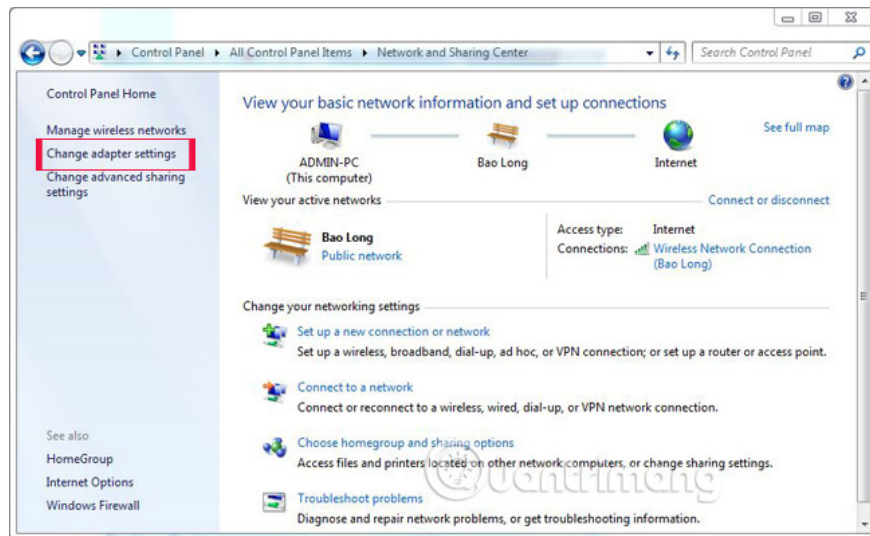 Control Panel ▸ All Control Panel Items ▸ Network and Sharing Center
Search Control Panel
Control Panel Home
Manage wireless networks
Change adapter settings
Change advanced sharing
settings
See also
HomeGroup
Internet Options
Windows Firewall
View your basic network information and set up connections
See full map
ADMIN-PC
(This computer)
Bao Long
Internet
View your active networks
Connect or disconnect
Bao Long
Public network
Access type: Internet
Connections: Wireless Network Connection
(Bao Long)
Change your networking settings
Set up a new connection or network
Set up a wireless, broadband, dial-up, ad hoc, or VPN connection; or set up a router or access point.
Connect to a network
Connect or reconnect to a wireless, wired, dial-up, or VPN network connection.
Choose homegroup and sharing options
Access files and printers located on other network computers, or change sharing settings.
Troubleshoot problems
Diagnose and repair network problems, or get troubleshooting information.
Quantrimang